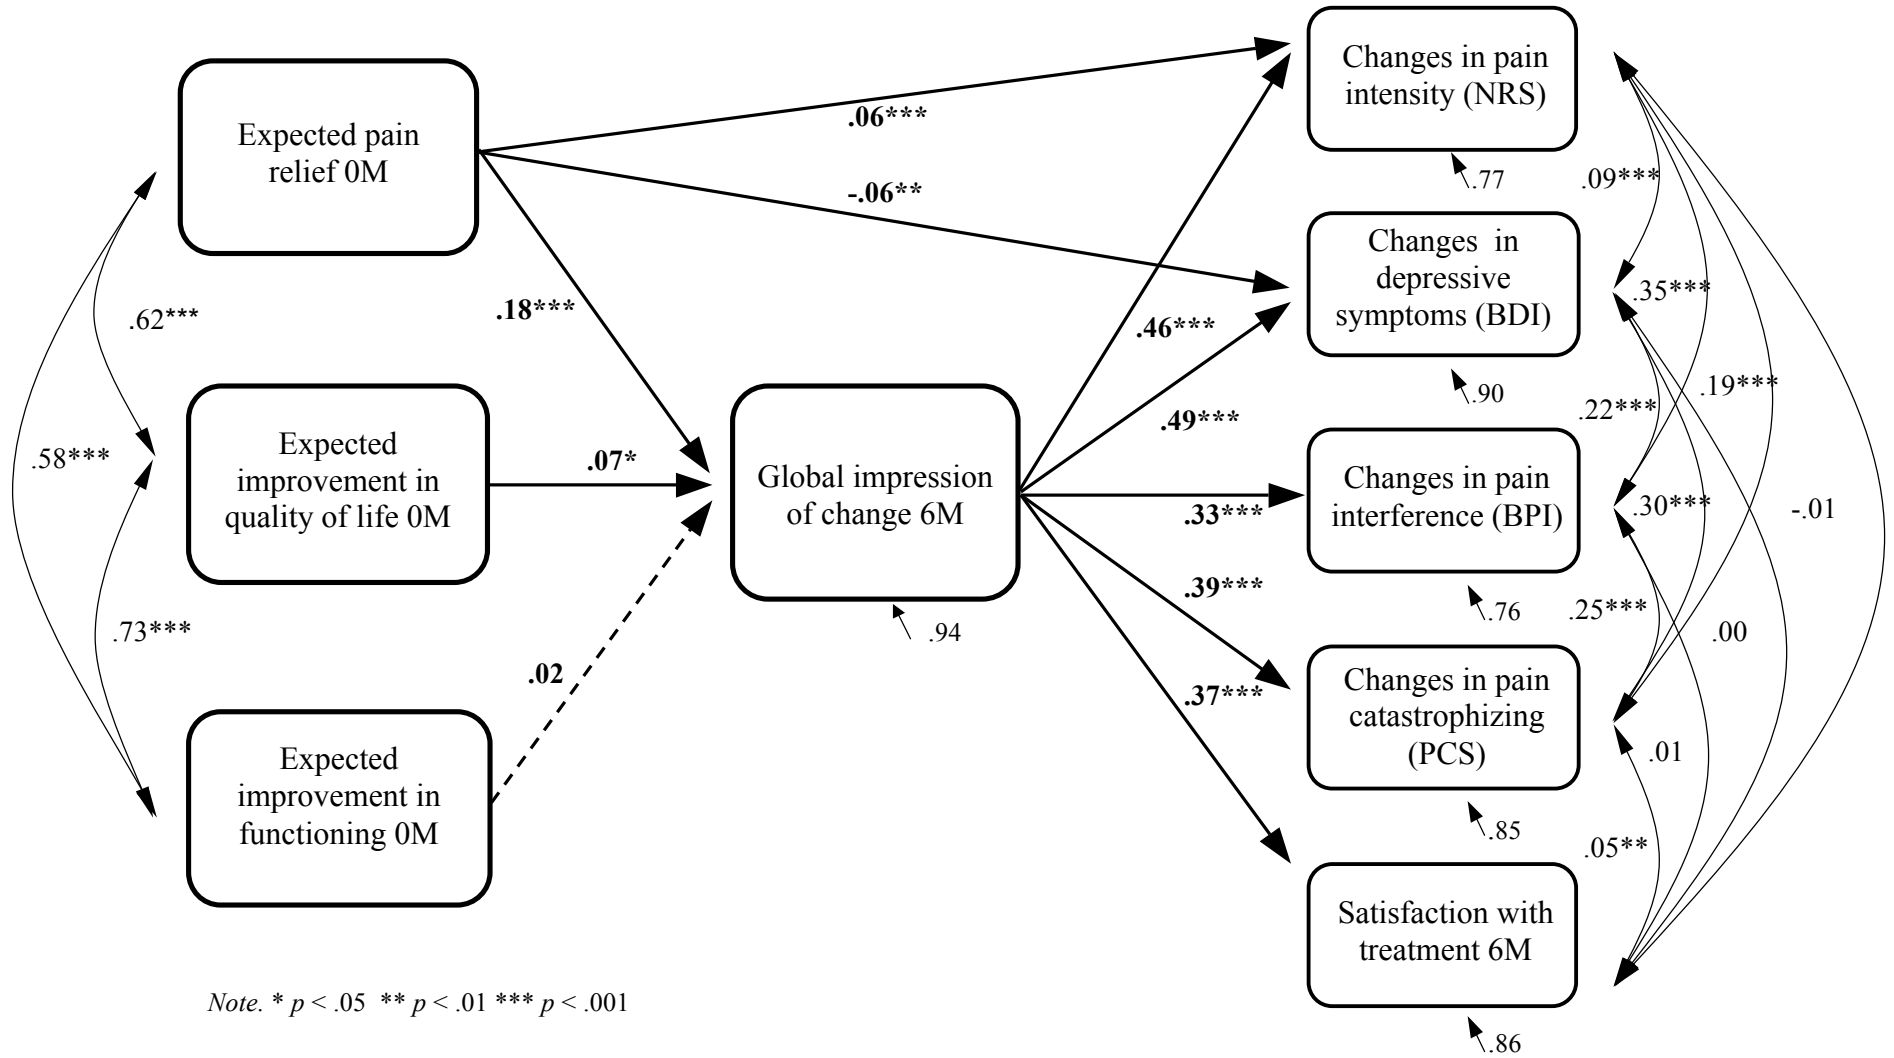 Changes in pain
intensity (NRS)
Expected pain
relief 0M
.06***
.77
.09***
-.06**
Changes in
depressive
symptoms (BDI)
.35***
.62***
.18***
.46***
.90
.19***
.22***
.49***
.58***
Expected
improvement in
quality of life 0M
.07*
Global impression
of change 6M
Changes in pain
interference (BPI)
.33***
.30***
-.01
.39***
.76
.25***
.00
.73***
.94
.02
.37***
Changes in pain
catastrophizing
(PCS)
.01
Expected
improvement in
functioning 0M
.85
.05**
Satisfaction with
treatment 6M
Note. * p < .05 ** p < .01 *** p < .001
.86